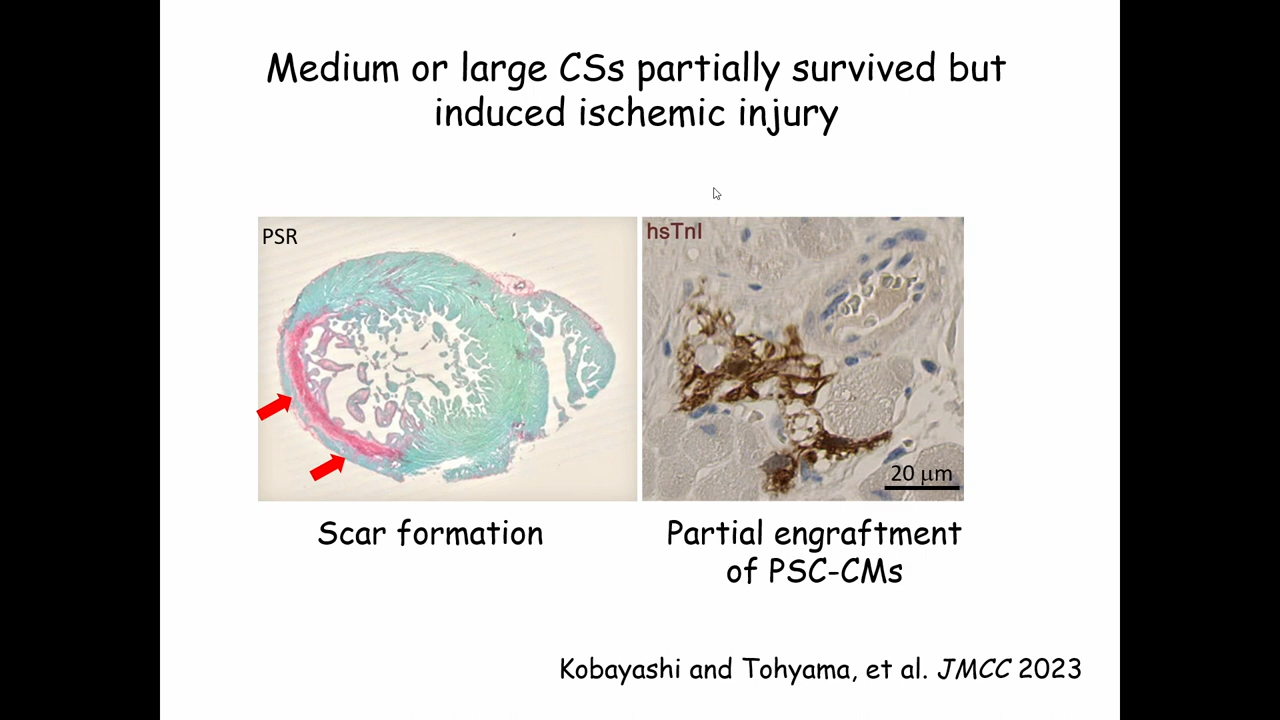 Medium or large CSs partially survived but
induced ischemic injury
PSR
hsTnI
20 μm
Scar formation
Partial engraftment
of PSC-CMs
Kobayashi and Tohyama, et al. JMCC 2023